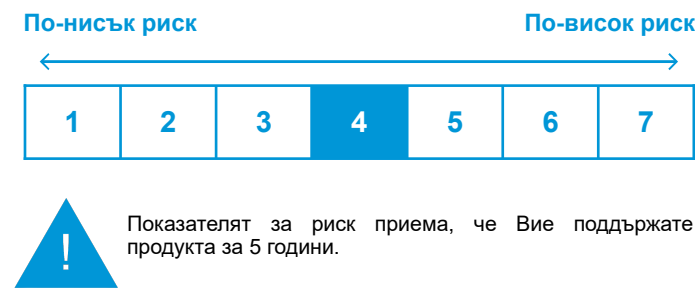 По-нисък риск По-висок риск
1 2 3 4 5 6 7
! Показателят за риск приема, че Вие поддържате
продукта за 5 години.